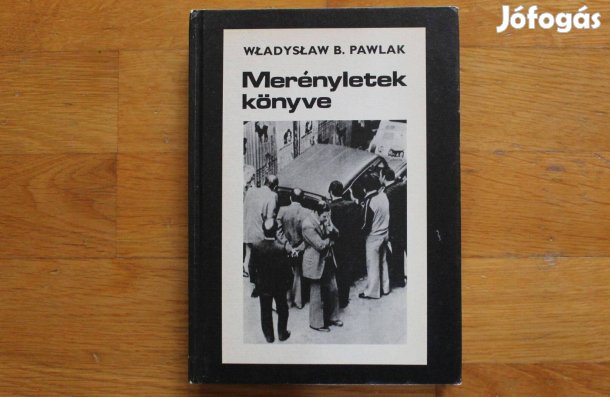 Jófogás
WŁADYSŁAW B. PAWLAK
Merényletek
könyve